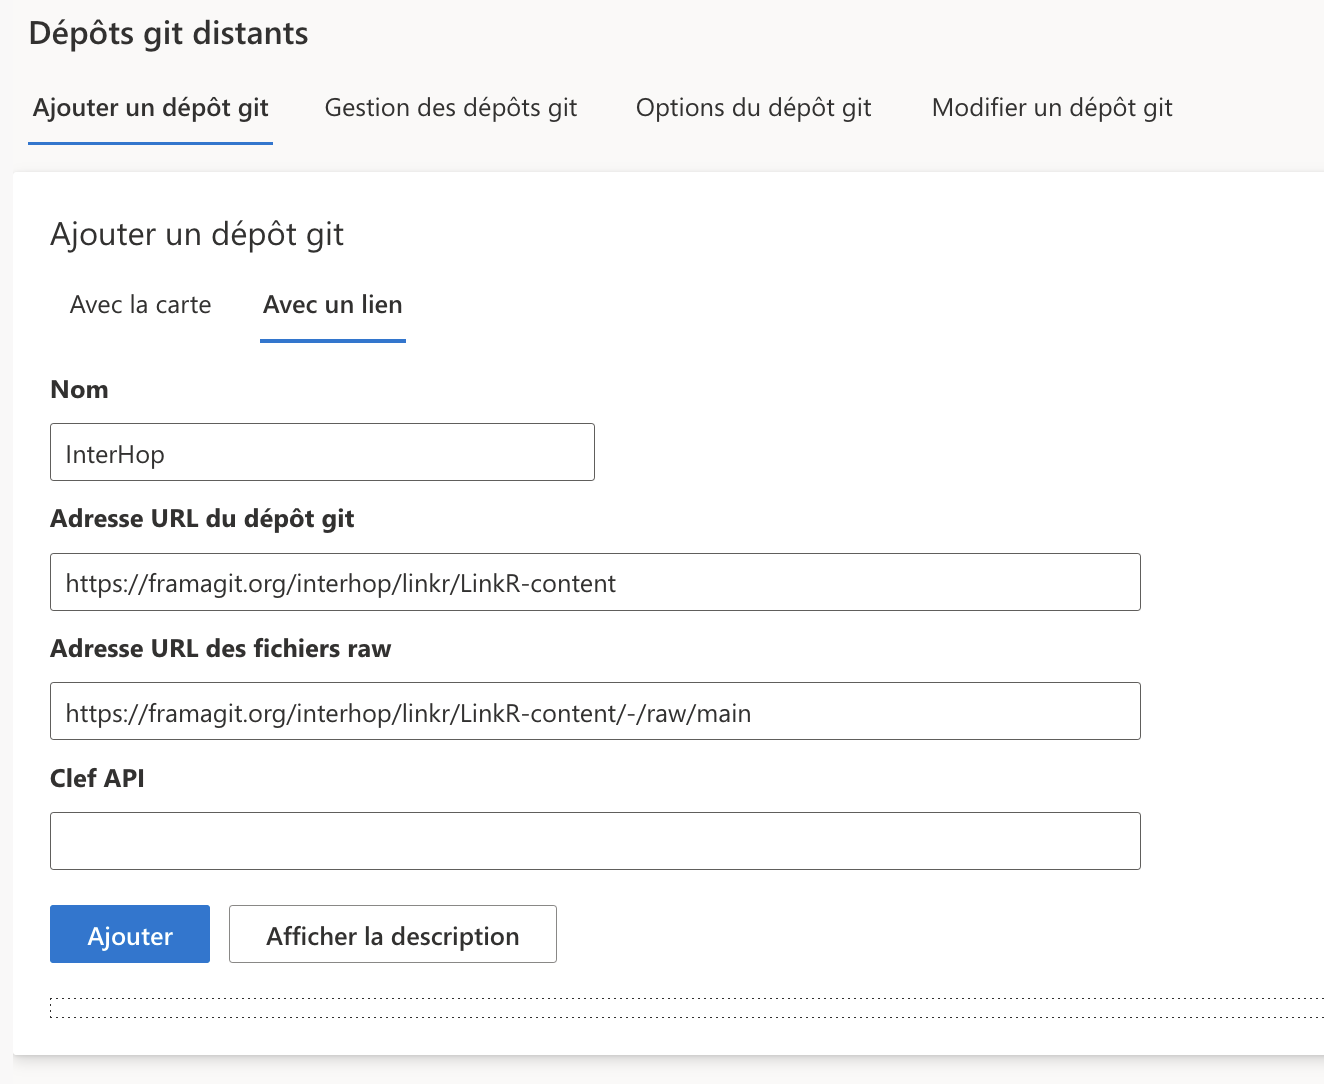 Dépôts git distants
Ajouter un dépôt git Gestion des dépôts git Options du dépôt git Modifier un dépôt git
Ajouter un dépôt git
Avec la carte Avec un lien
Nom
InterHop
Adresse URL du dépôt git
https://framagit.org/interhop/linkr/LinkR-content
Adresse URL des fichiers raw
https://framagit.org/interhop/linkr/LinkR-content/-/raw/main
Clef API
Ajouter Afficher la description